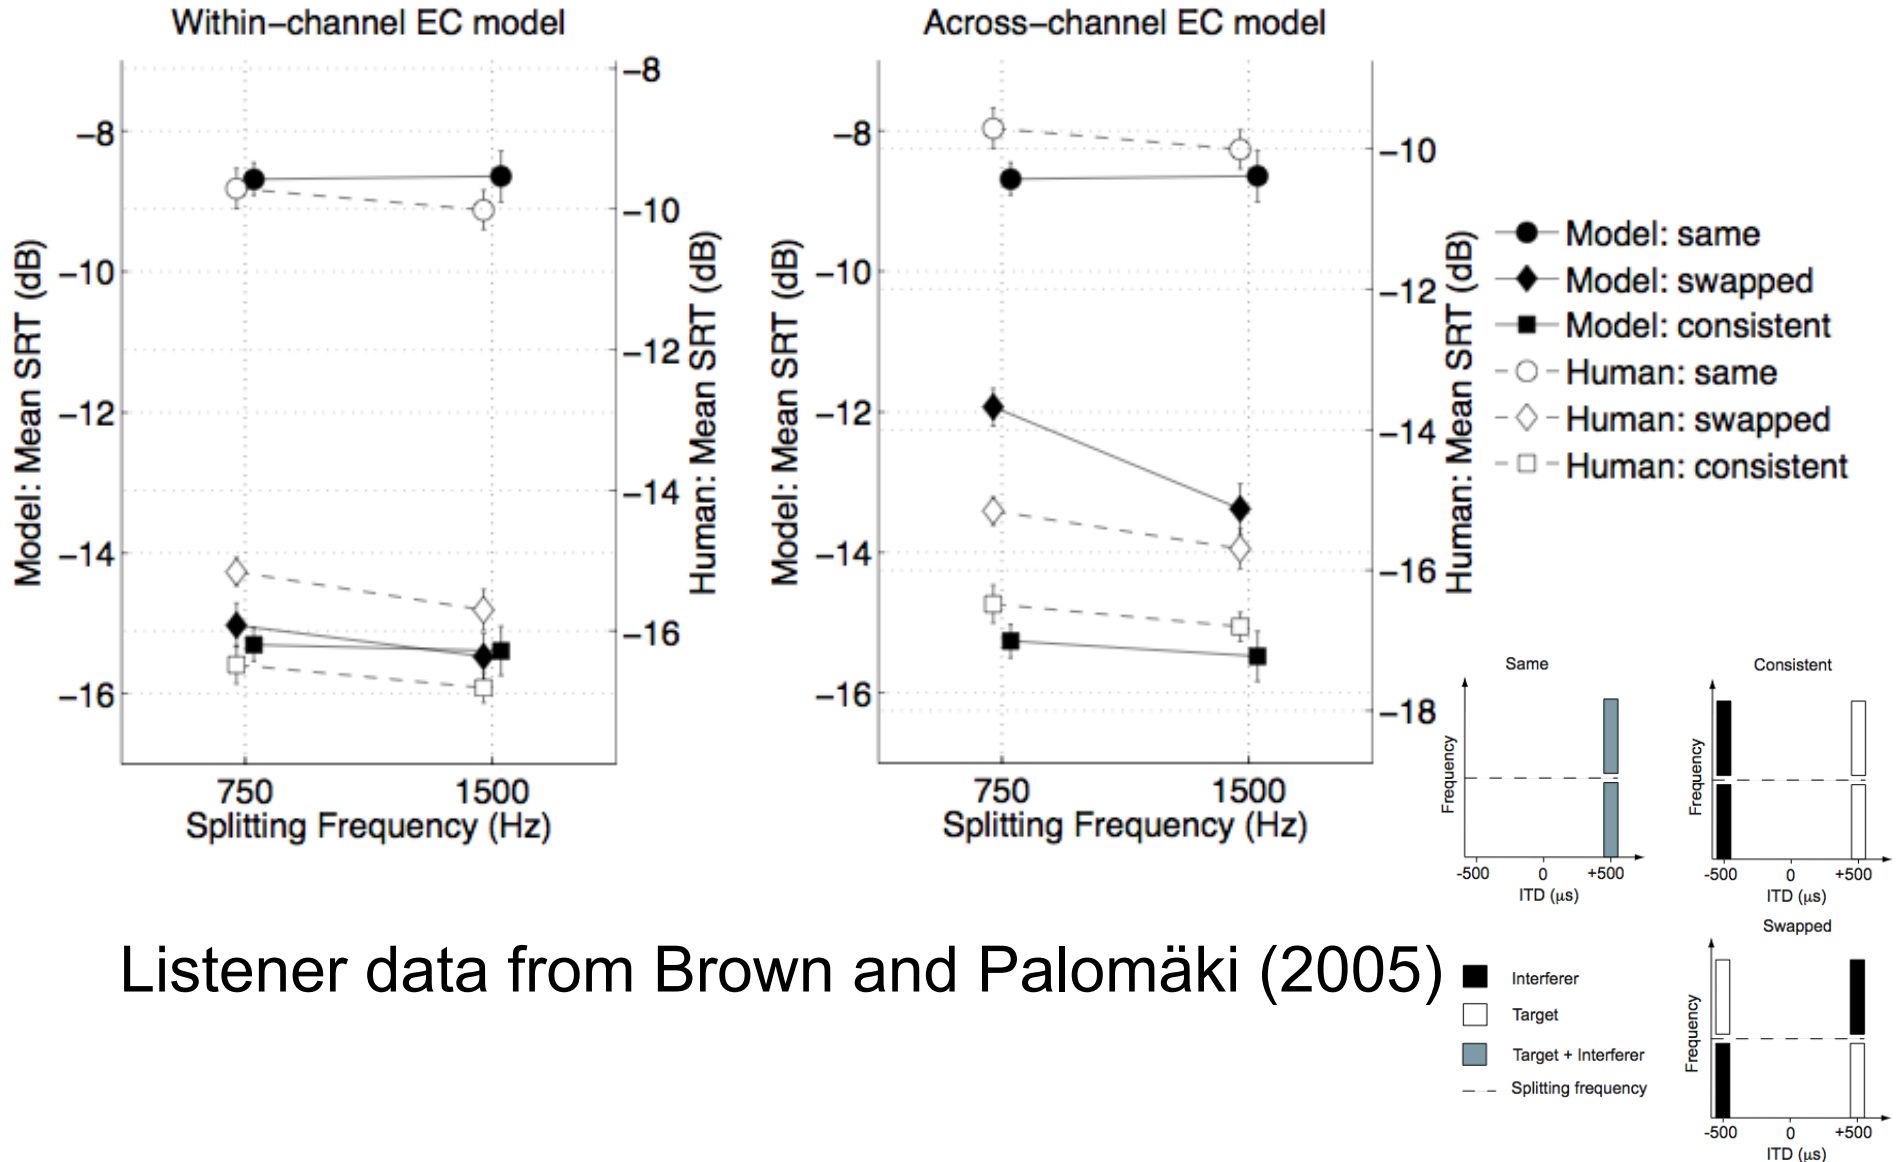 Within−channel EC model
−8
−10
−12
−14
−16
Model: Mean SRT (dB)
−8
−10
−12
−14
−16
Human: Mean SRT (dB)
750
1500
Splitting Frequency (Hz)
Across−channel EC model
−8
−10
−12
−14
−16
Model: Mean SRT (dB)
−10
−12
−14
−16
−18
Human: Mean SRT (dB)
750
1500
Splitting Frequency (Hz)
Model: same
Model: swapped
Model: consistent
Human: same
Human: swapped
Human: consistent
Same
Frequency
-500
0
+500
ITD (μs)
Consistent
Frequency
-500
0
+500
ITD (μs)
Listener data from Brown and Palomäki (2005)
Interferer
Target
Target + Interferer
Splitting frequency
Swapped
Frequency
-500
0
+500
ITD (μs)